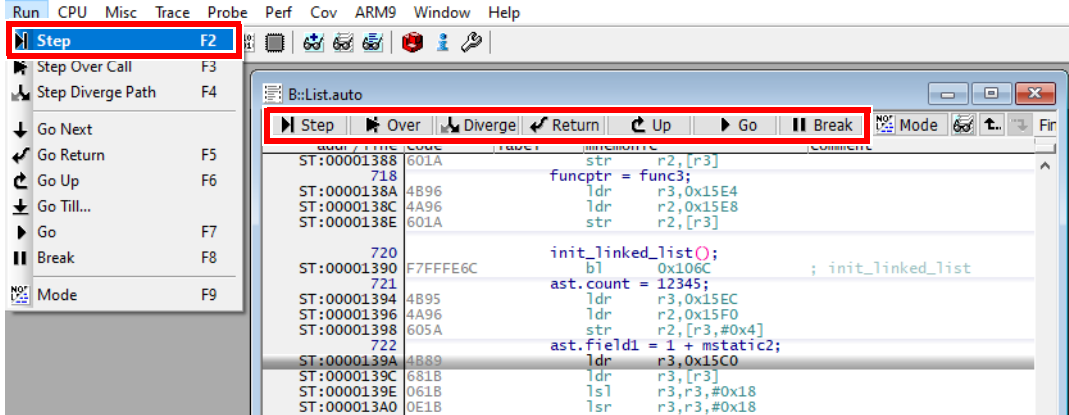 Run CPU Misc Trace Probe Perf Cov ARM9 Window Help
Step F2
Step Over Call F3
Step Diverge Path F4
Go Next
Go Return F5
Go Up F6
Go Till...
Go F7
Break F8
Mode F9
B::List.auto
Step Over Diverge Return Up Go Break Mode t.. Fir
addr/line code label mnemonic comment
ST:00001388 601A str r2,[r3]
718 funcptr = func3;
ST:0000138A 4B96 ldr r3,0x15E4
ST:0000138C 4A96 ldr r2,0x15E8
ST:0000138E 601A str r2,[r3]
720 init_linked_list();
ST:00001390 F7FFFE6C bl 0x106C ; init_linked_list
721 ast.count = 12345;
ST:00001394 4B95 ldr r3,0x15EC
ST:00001396 4A96 ldr r2,0x15F0
ST:00001398 605A str r2,[r3,#0x4]
722 ast.field1 = 1 + mstatic2;
ST:0000139A 4B89 ldr r3,0x15C0
ST:0000139C 681B ldr r3,[r3]
ST:0000139E 061B lsl r3,r3,#0x18
ST:000013A0 0E1B lsr r3,r3,#0x18